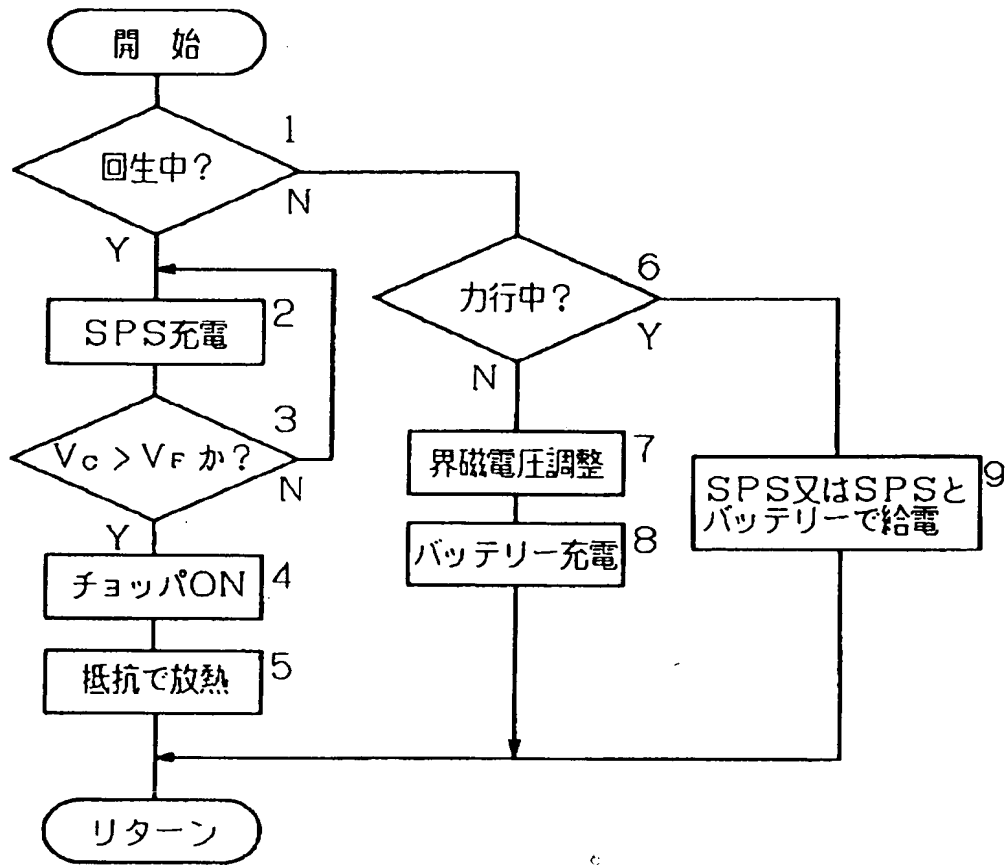 開 始
1
回生中?
N
Y
2
SPS充電
3
Vc > VF か?
N
Y
4
チョッパON
5
抵抗で放熱
リターン
6
力行中?
Y
N
7
界磁電圧調整
8
バッテリー充電
9
SPS又はSPSと
バッテリーで給電